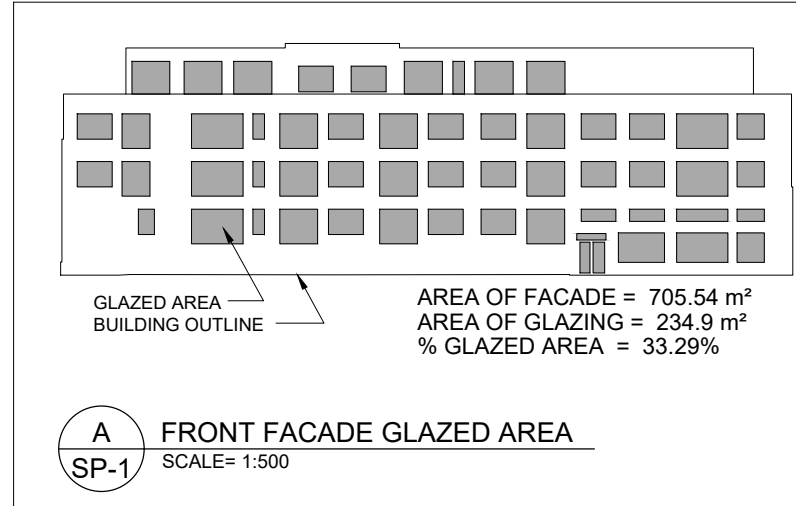 GLAZED AREA
BUILDING OUTLINE
AREA OF FACADE = 705.54 m²
AREA OF GLAZING = 234.9 m²
% GLAZED AREA = 33.29%
A
SP-1
FRONT FACADE GLAZED AREA
SCALE= 1:500